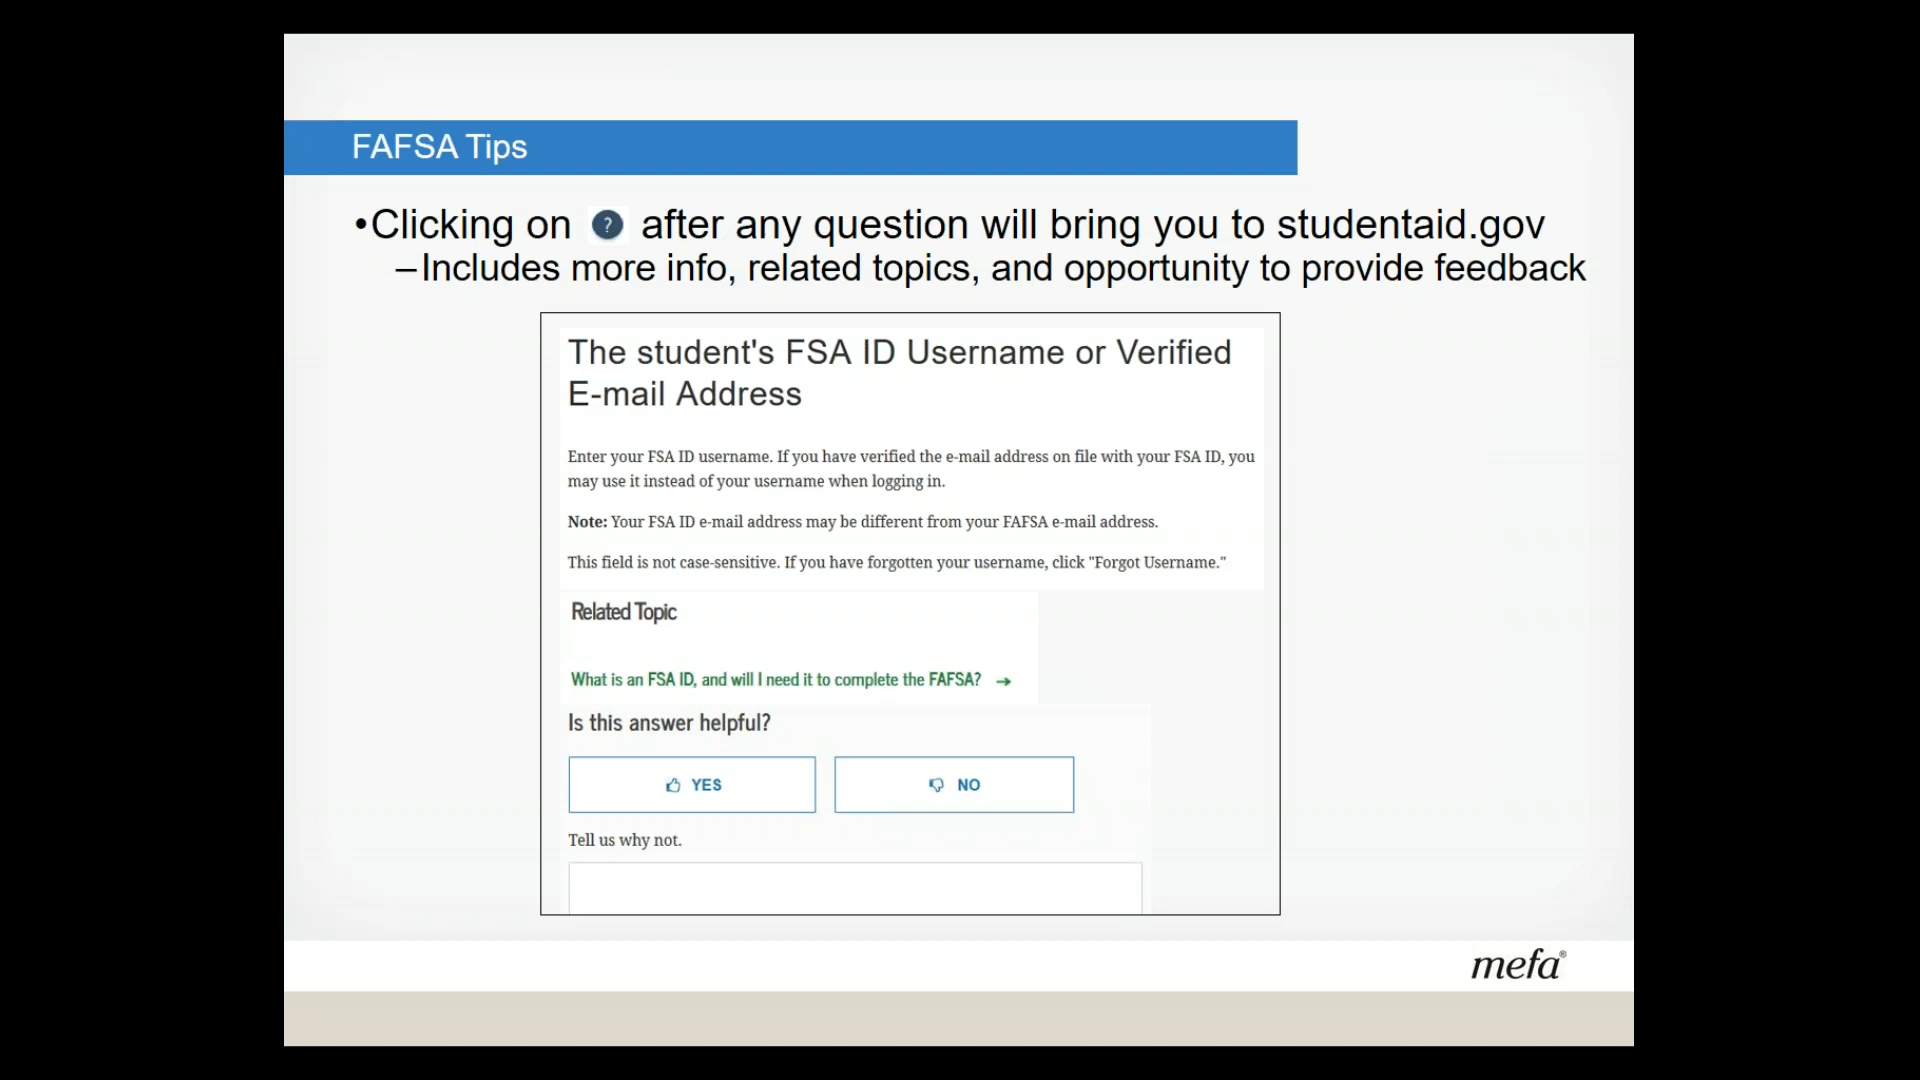 FAFSA Tips
•Clicking on ? after any question will bring you to studentaid.gov
–Includes more info, related topics, and opportunity to provide feedback
The student's FSA ID Username or Verified
E-mail Address
Enter your FSA ID username. If you have verified the e-mail address on file with your FSA ID, you
may use it instead of your username when logging in.
Note: Your FSA ID e-mail address may be different from your FAFSA e-mail address.
This field is not case-sensitive. If you have forgotten your username, click "Forgot Username."
Related Topic
What is an FSA ID, and will I need it to complete the FAFSA? →
Is this answer helpful?
YES NO
Tell us why not.
mefa®